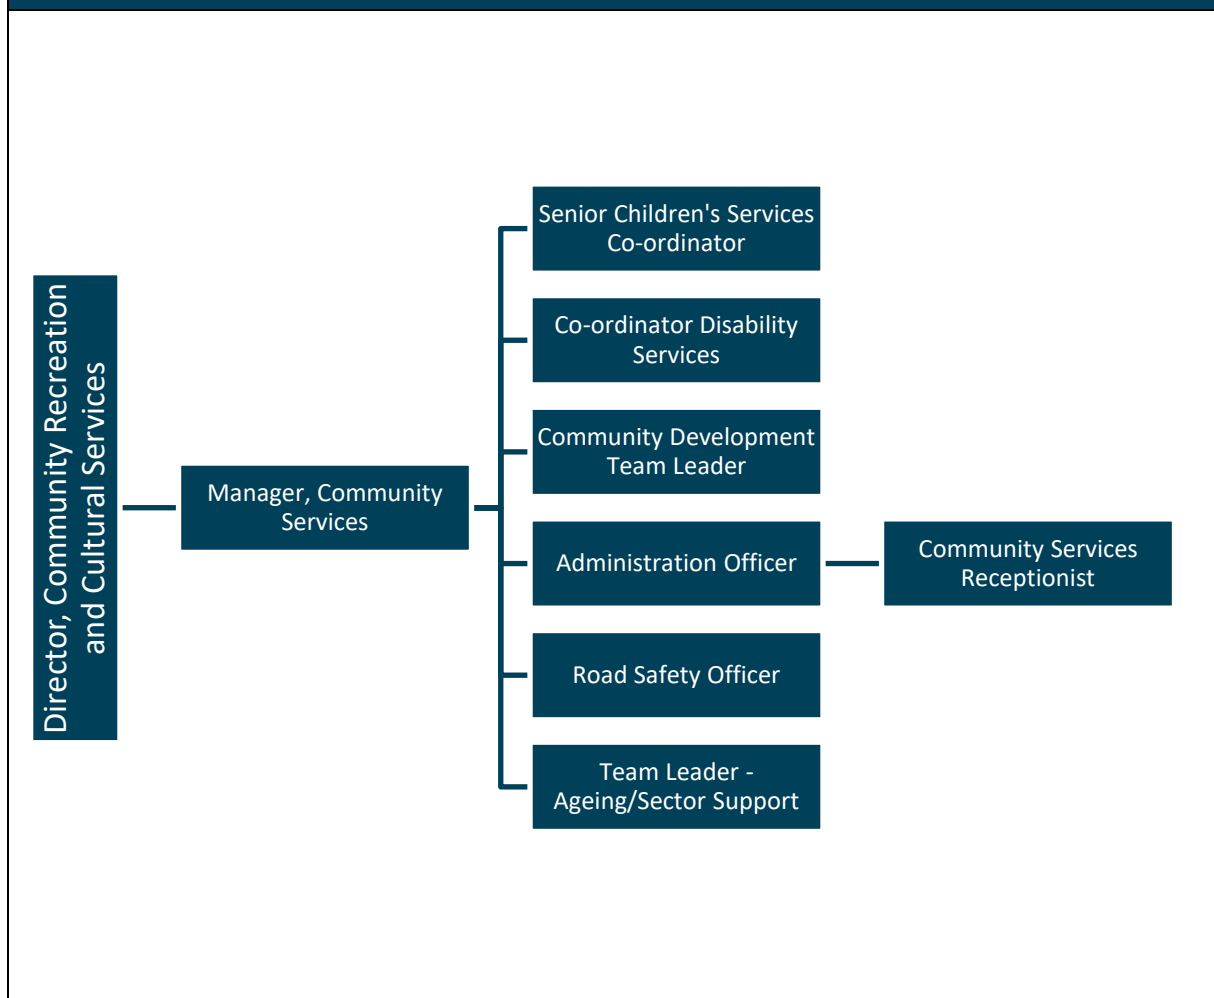 Director, Community Recreation
and Cultural Services
Manager, Community
Services
Senior Children's Services
Co-ordinator
Co-ordinator Disability
Services
Community Development
Team Leader
Administration Officer
Community Services
Receptionist
Road Safety Officer
Team Leader -
Ageing/Sector Support